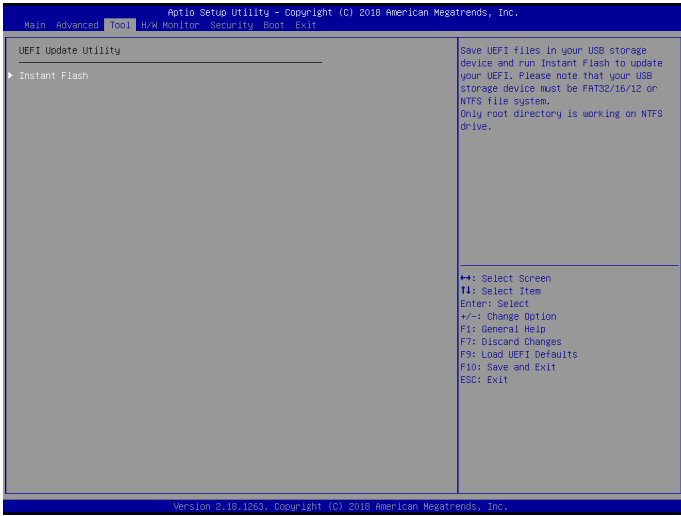 Aptio Setup Utility – Copyright (C) 2018 American Megatrends, Inc.
Main Advanced Tool H/W Monitor Security Boot Exit
UEFI Update Utility
Instant Flash
Save UEFI files in your USB storage
device and run Instant Flash to update
your UEFI. Please note that your USB
storage device must be FAT32/16/12 or
NTFS file system.
Only root directory is working on NTFS
drive.
←→: Select Screen
↑↓: Select Item
Enter: Select
+/-: Change Option
F1: General Help
F7: Discard Changes
F9: Load UEFI Defaults
F10: Save and Exit
ESC: Exit
Version 2.18.1263. Copyright (C) 2018 American Megatrends, Inc.